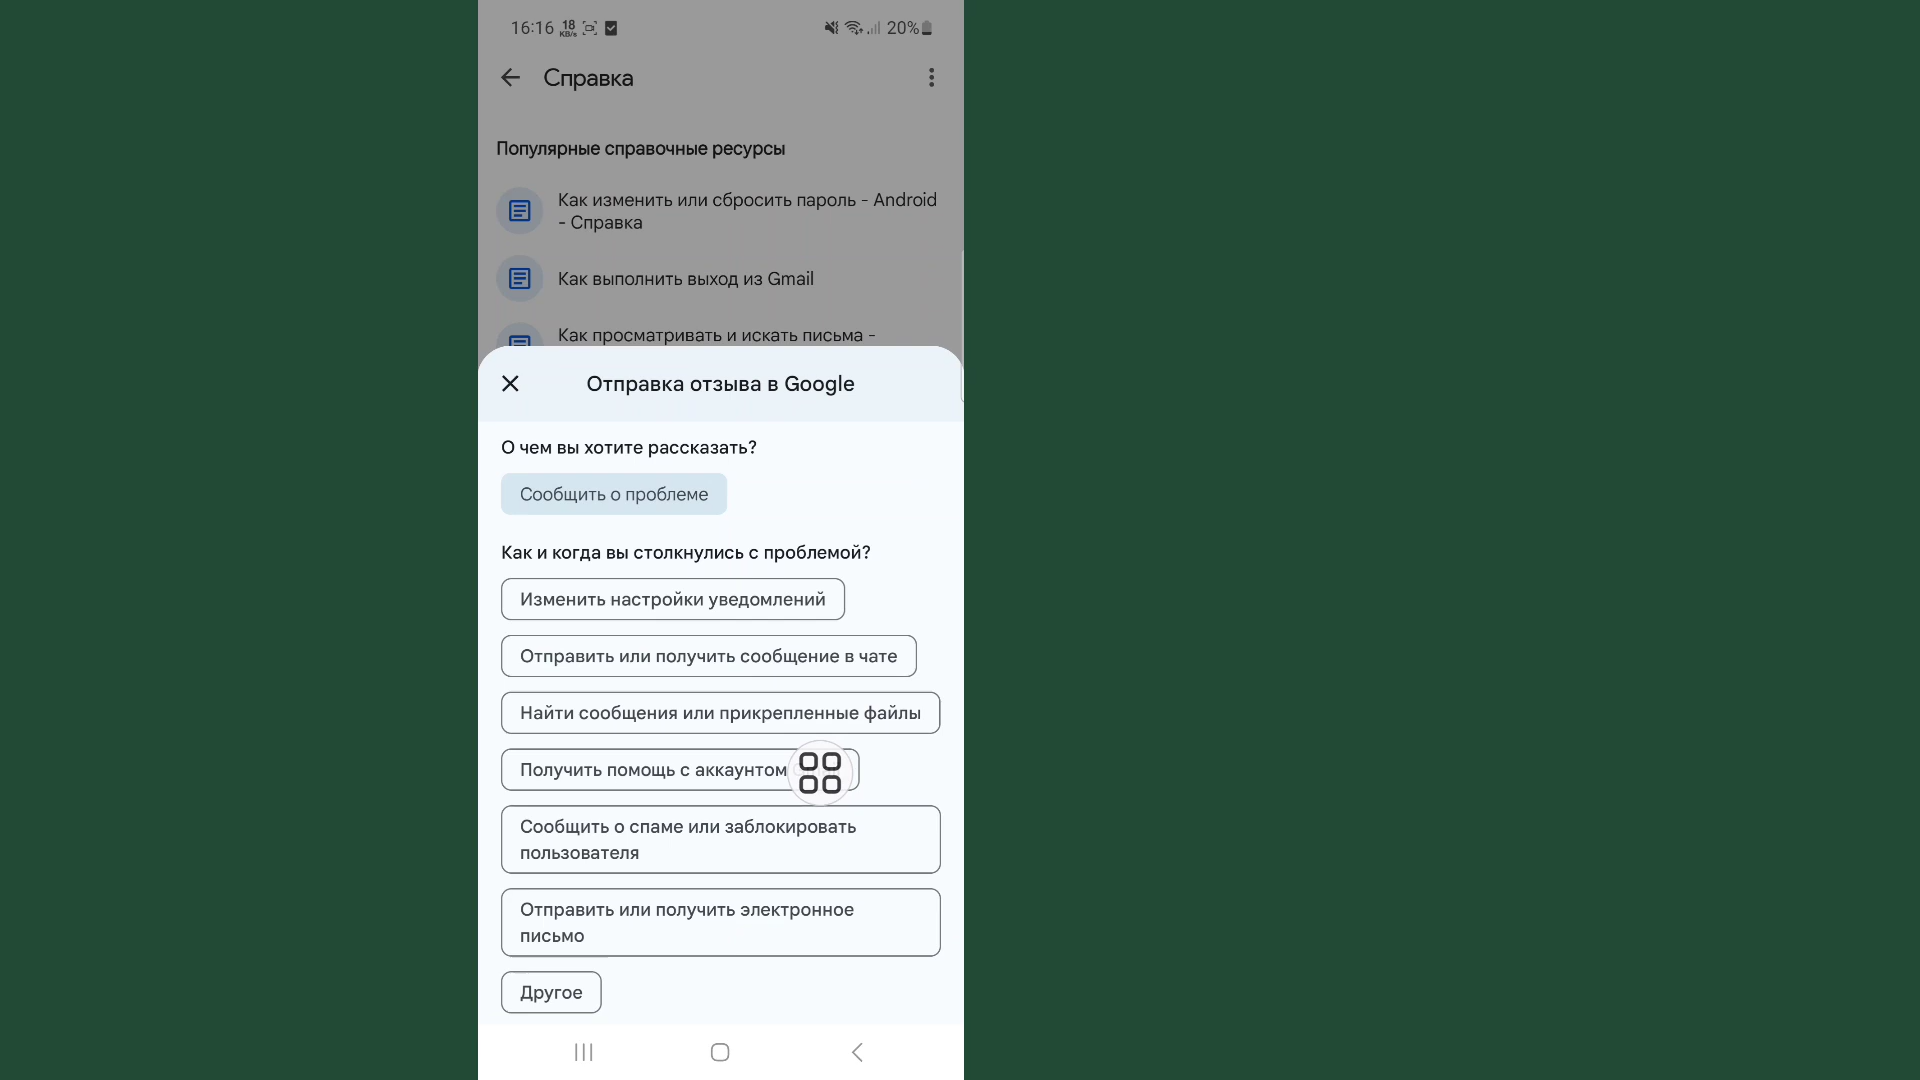 16:16 18 KB/s 20%
Справка
Популярные справочные ресурсы
Как изменить или сбросить пароль - Android
- Справка
Как выполнить выход из Gmail
Как просматривать и искать письма -
Отправка отзыва в Google
О чем вы хотите рассказать?
Сообщить о проблеме
Как и когда вы столкнулись с проблемой?
Изменить настройки уведомлений
Отправить или получить сообщение в чате
Найти сообщения или прикрепленные файлы
Получить помощь с аккаунтом
Сообщить о спаме или заблокировать
пользователя
Отправить или получить электронное
письмо
Другое